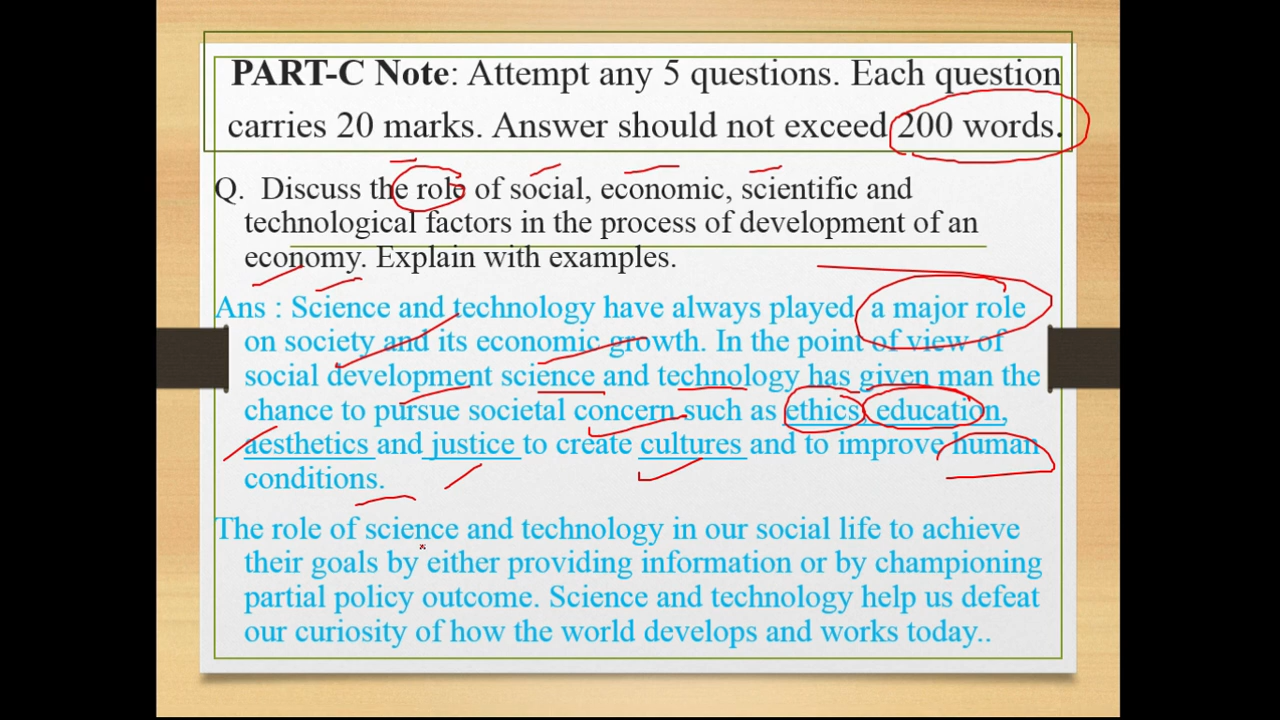 PART-C Note: Attempt any 5 questions. Each question
carries 20 marks. Answer should not exceed 200 words.
Q. Discuss the role of social, economic, scientific and
technological factors in the process of development of an
economy. Explain with examples.
Ans : Science and technology have always played a major role
on society and its economic growth. In the point of view of
social development science and technology has given man the
chance to pursue societal concern such as ethics, education,
aesthetics and justice to create cultures and to improve human
conditions.
The role of science and technology in our social life to achieve
their goals by either providing information or by championing
partial policy outcome. Science and technology help us defeat
our curiosity of how the world develops and works today..